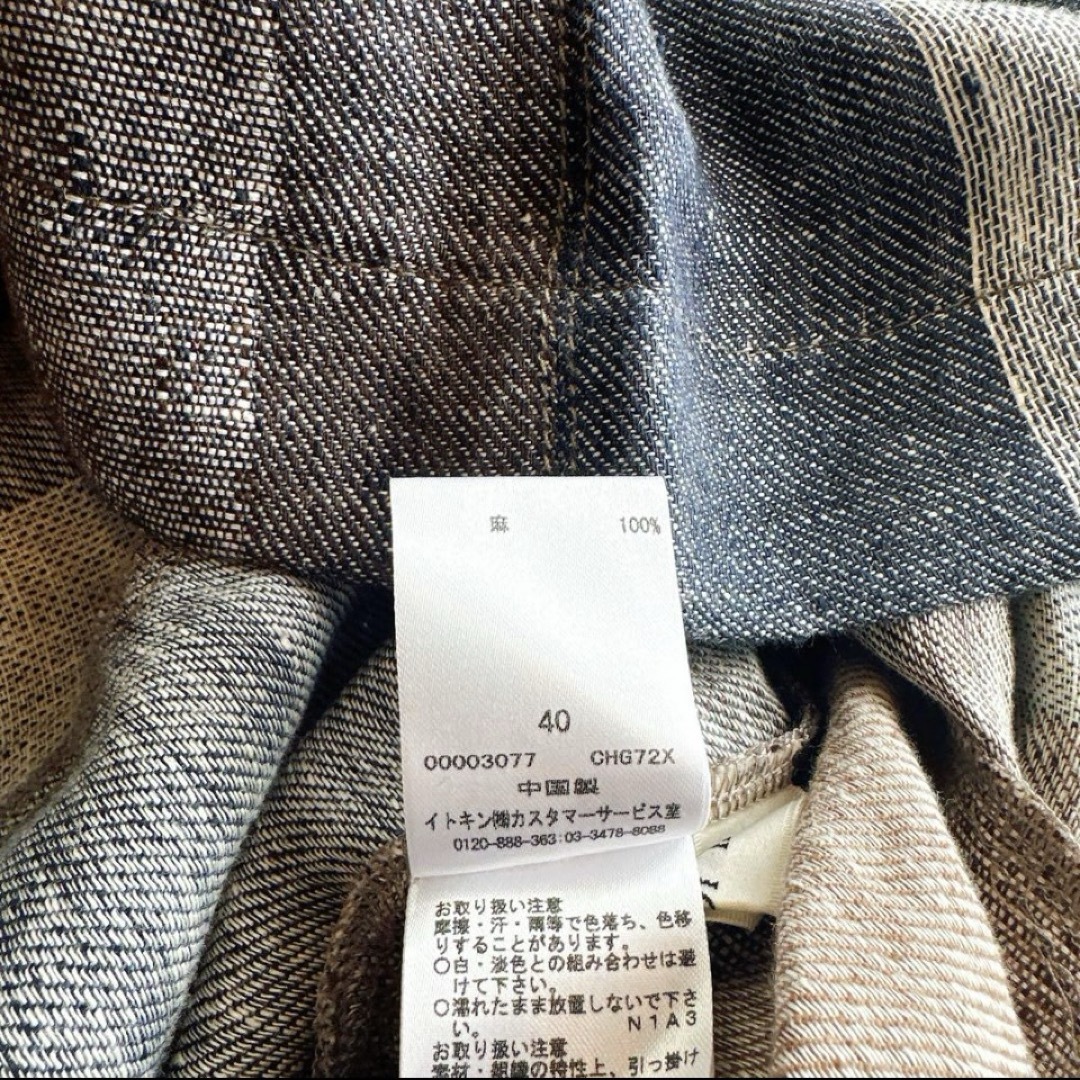 麻 100%
40
00003077 CHG72X
中国製
イトキン㈱カスタマーサービス室
0120-888-363:03-3478-8088
お取り扱い注意
摩擦・汗・雨等で色落ち、色移
りすることがあります。
○白・淡色との組み合わせは避
けて下さい。
○濡れたまま放置しないで下さ
い。 N1A3
お取り扱い注意
素材・組織の特性上、引っ掛け